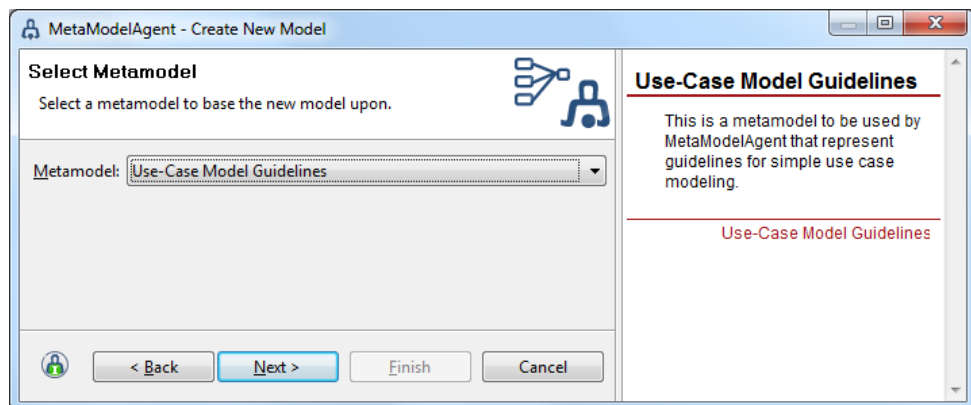 MetaModelAgent - Create New Model
Select Metamodel
Select a metamodel to base the new model upon.
Metamodel: Use-Case Model Guidelines
< Back Next > Finish Cancel
Use-Case Model Guidelines
This is a metamodel to be used by
MetaModelAgent that represent
guidelines for simple use case
modeling.
Use-Case Model Guidelines